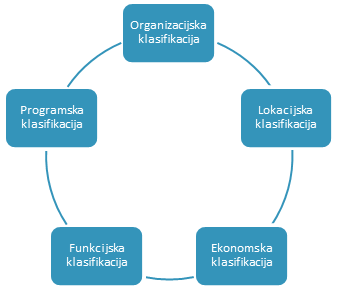 Organizacijska
klasifikacija
Lokacijska
klasifikacija
Ekonomska
klasifikacija
Funkcijska
klasifikacija
Programska
klasifikacija